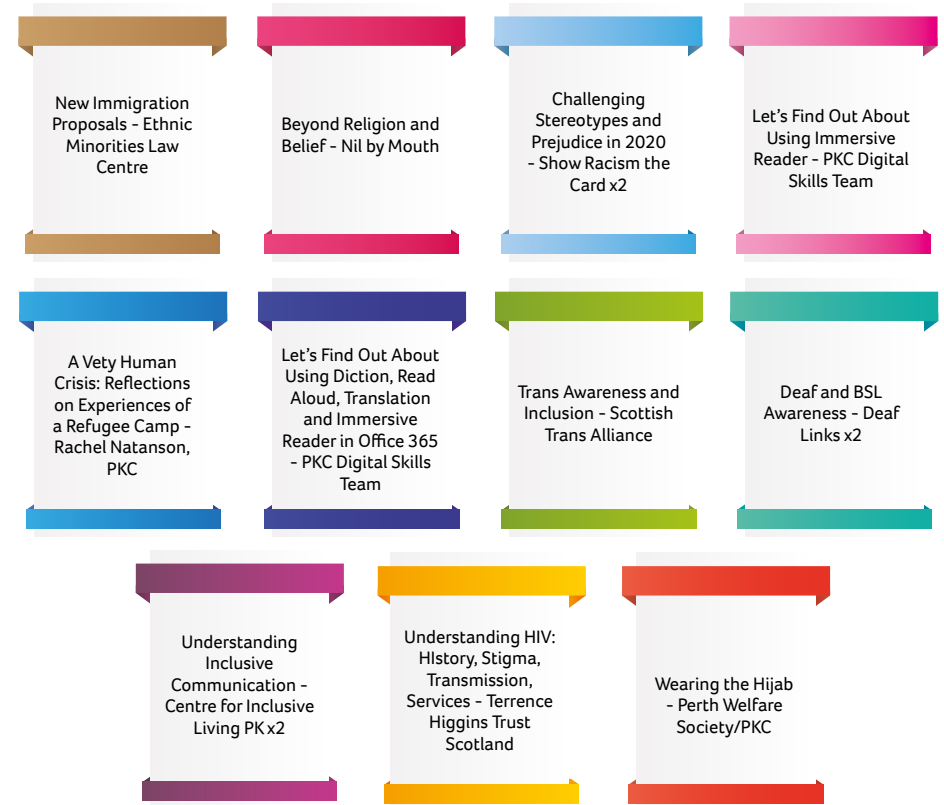 New Immigration
Proposals - Ethnic
Minorities Law
Centre
Beyond Religion and
Belief - Nil by Mouth
Challenging
Stereotypes and
Prejudice in 2020
- Show Racism the
Card x2
Let's Find Out About
Using Immersive
Reader - PKC Digital
Skills Team
A Vety Human
Crisis: Reflections
on Experiences of
a Refugee Camp -
Rachel Natanson,
PKC
Let's Find Out About
Using Diction, Read
Aloud, Translation
and Immersive
Reader in Office 365
- PKC Digital Skills
Team
Trans Awareness and
Inclusion - Scottish
Trans Alliance
Deaf and BSL
Awareness - Deaf
Links x2
Understanding
Inclusive
Communication -
Centre for Inclusive
Living PK x2
Understanding HIV:
HIstory, Stigma,
Transmission,
Services - Terrence
Higgins Trust
Scotland
Wearing the Hijab
- Perth Welfare
Society/PKC